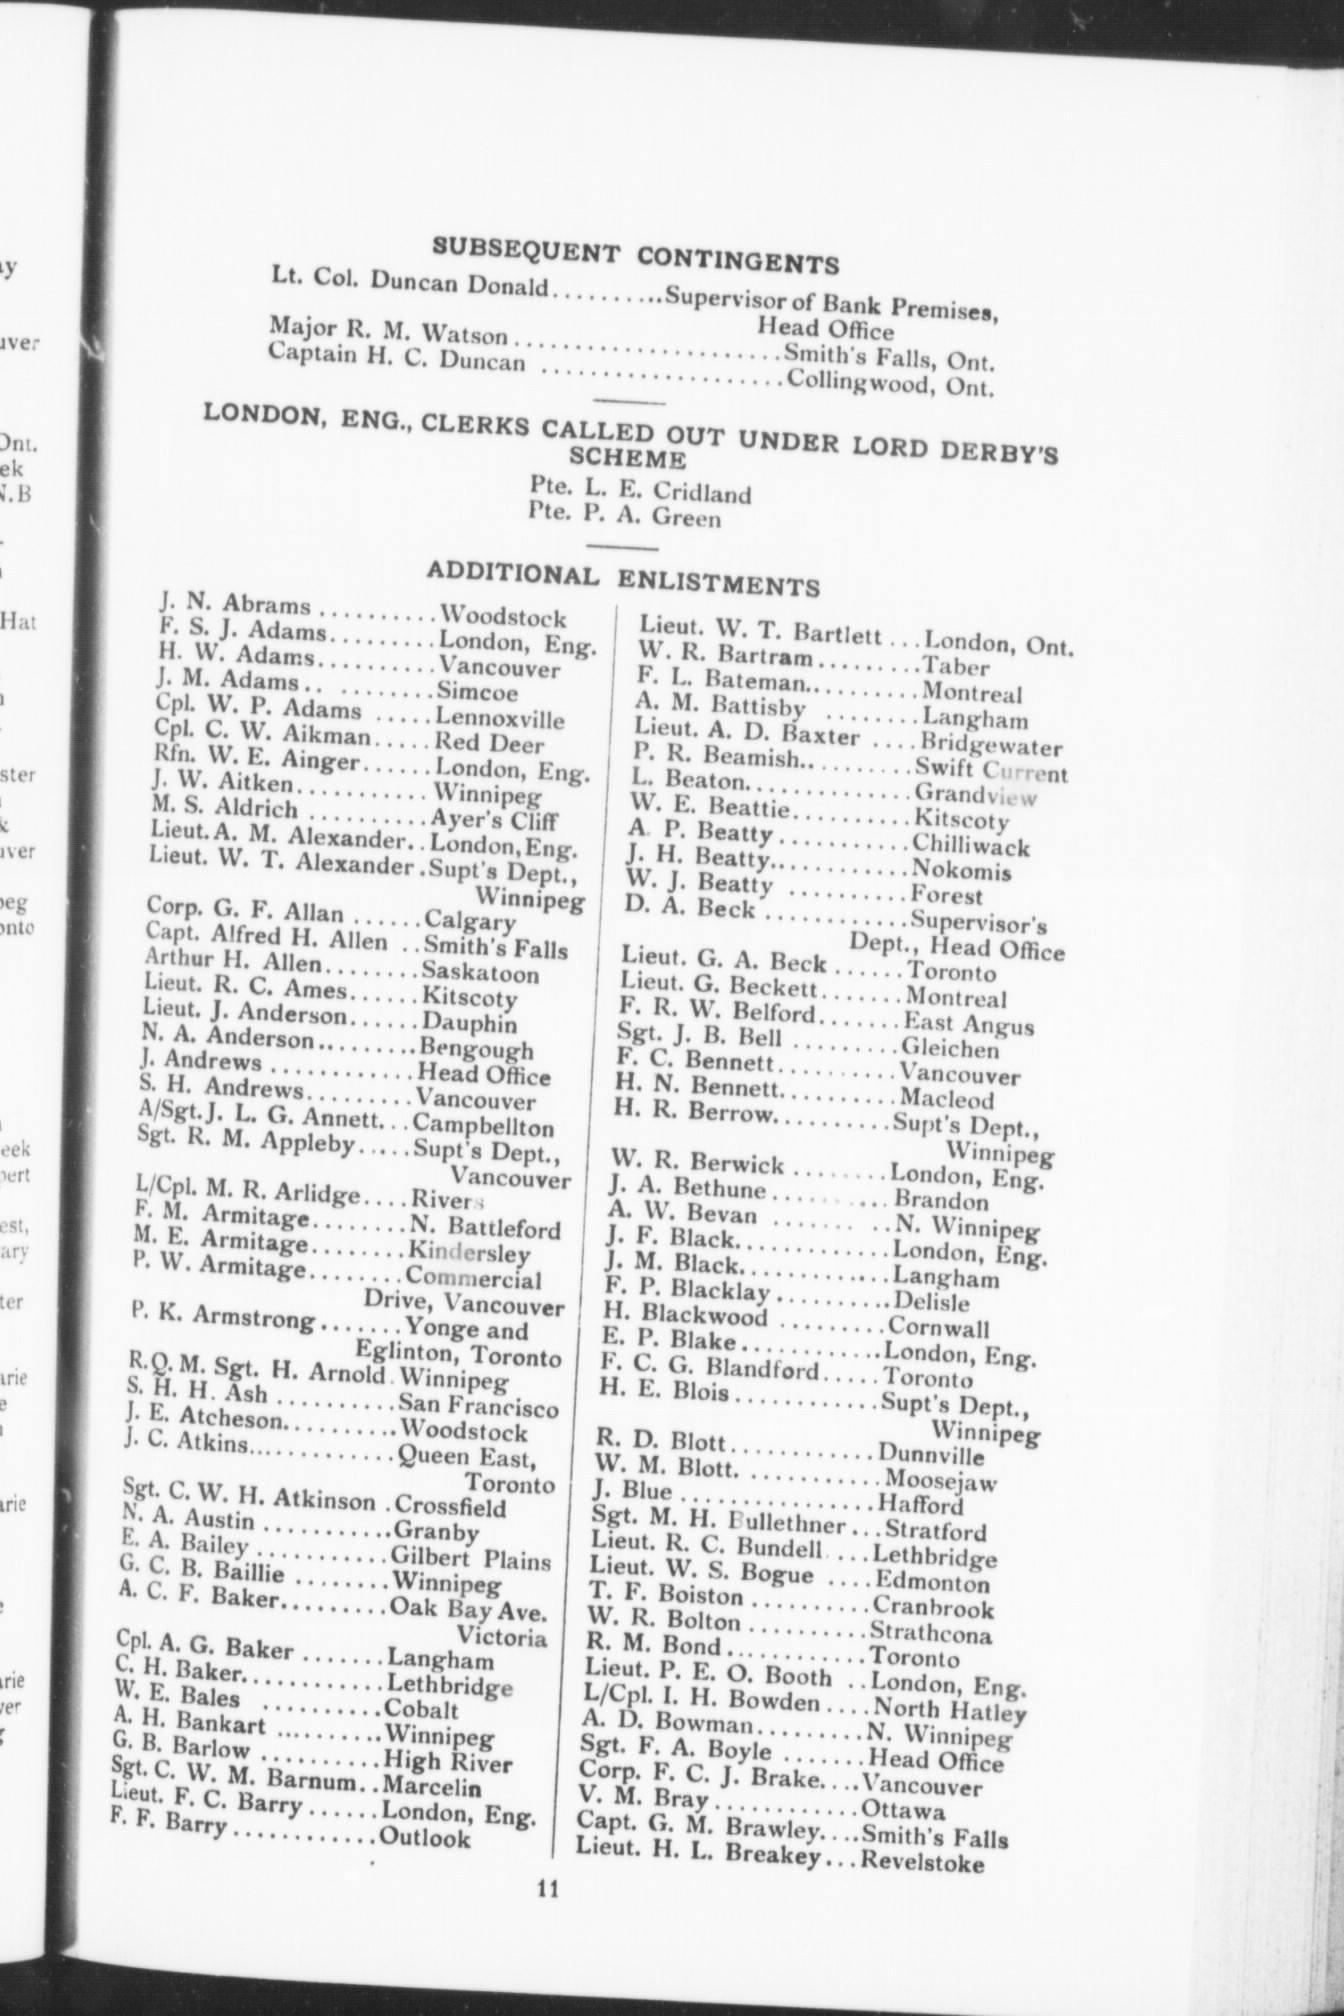 SUBSEQUENT CONTINGENTS
Lt. Col. Duncan Donald..........Supervisor of Bank Premises,
Head Office
Major R. M. Watson......................Smith's Falls, Ont.
Captain H. C. Duncan ....................Collingwood, Ont.
LONDON, ENG., CLERKS CALLED OUT UNDER LORD DERBY'S
SCHEME
Pte. L. E. Cridland
Pte. P. A. Green
ADDITIONAL ENLISTMENTS
J. N. Abrams ..........Woodstock
F. S. J. Adams.........London, Eng.
H. W. Adams..........Vancouver
J. M. Adams.. ........Simcoe
Cpl. W. P. Adams .....Lennoxville
Cpl. C. W. Aikman.....Red Deer
Rfn. W. E. Ainger......London, Eng.
J. W. Aitken...........Winnipeg
M. S. Aldrich ..........Ayer's Cliff
Lieut. A. M. Alexander..London, Eng.
Lieut. W. T. Alexander.Supt's Dept.,
Winnipeg
Corp. G. F. Allan ......Calgary
Capt. Alfred H. Allen ..Smith's Falls
Arthur H. Allen........Saskatoon
Lieut. R. C. Ames......Kitscoty
Lieut. J. Anderson......Dauphin
N. A. Anderson.........Bengough
J. Andrews ............Head Office
S. H. Andrews.........Vancouver
A/Sgt. J. L. G. Annett...Campbellton
Sgt. R. M. Appleby.....Supt's Dept.,
Vancouver
L/Cpl. M. R. Arlidge....Rivers
F. M. Armitage........N. Battleford
M. E. Armitage........Kindersley
P. W. Armitage........Commercial
Drive, Vancouver
P. K. Armstrong.......Yonge and
Eglinton, Toronto
R.Q.M. Sgt. H. Arnold.Winnipeg
S. H. H. Ash ..........San Francisco
J. E. Atcheson..........Woodstock
J. C. Atkins.............Queen East,
Toronto
Sgt. C. W. H. Atkinson .Crossfield
N. A. Austin ...........Granby
E. A. Bailey ...........Gilbert Plains
G. C. B. Baillie ........Winnipeg
A. C. F. Baker.........Oak Bay Ave.
Victoria
Cpl. A. G. Baker .......Langham
C. H. Baker............Lethbridge
W. E. Bales ..........Cobalt
A. H. Bankart ..........Winnipeg
G. B. Barlow ..........High River
Sgt. C. W. M. Barnum..Marcelin
Lieut. F. C. Barry......London, Eng.
F. F. Barry............Outlook
Lieut. W. T. Bartlett ...London, Ont.
W. R. Bartram.........Taber
F. L. Bateman..........Montreal
A. M. Battisby ........Langham
Lieut. A. D. Baxter ....Bridgewater
P. R. Beamish..........Swift Current
L. Beaton..............Grandview
W. E. Beattie..........Kitscoty
A. P. Beatty...........Chilliwack
J. H. Beatty............Nokomis
W. J. Beatty ..........Forest
D. A. Beck ............Supervisor's
Dept., Head Office
Lieut. G. A. Beck ......Toronto
Lieut. G. Beckett.......Montreal
F. R. W. Belford.......East Angus
Sgt. J. B. Bell .........Gleichen
F. C. Bennett..........Vancouver
H. N. Bennett..........Macleod
H. R. Berrow..........Supt's Dept.,
Winnipeg
W. R. Berwick ........London, Eng.
J. A. Bethune..........Brandon
A. W. Bevan ....... ..N. Winnipeg
J. F. Black.............London, Eng.
J. M. Black.............Langham
F. P. Blacklay..........Delisle
H. Blackwood .........Cornwall
E. P. Blake............London, Eng.
F. C. G. Blandford.....Toronto
H. E. Blois............Supt's Dept.,
Winnipeg
R. D. Blott............Dunnville
W. M. Blott. ...........Moosejaw
J. Blue ................Hafford
Sgt. M. H. Bullethner...Stratford
Lieut. R. C. Bundell....Lethbridge
Lieut. W. S. Bogue ....Edmonton
T. F. Boiston ..........Cranbrook
W. R. Bolton ..........Strathcona
R. M. Bond............Toronto
Lieut. P. E. O. Booth ..London, Eng.
L/Cpl. I. H. Bowden....North Hatley
A. D. Bowman.........N. Winnipeg
Sgt. F. A. Boyle .......Head Office
Corp. F. C. J. Brake....Vancouver
V. M. Bray............Ottawa
Capt. G. M. Brawley....Smith's Falls
Lieut. H. L. Breakey...Revelstoke
11